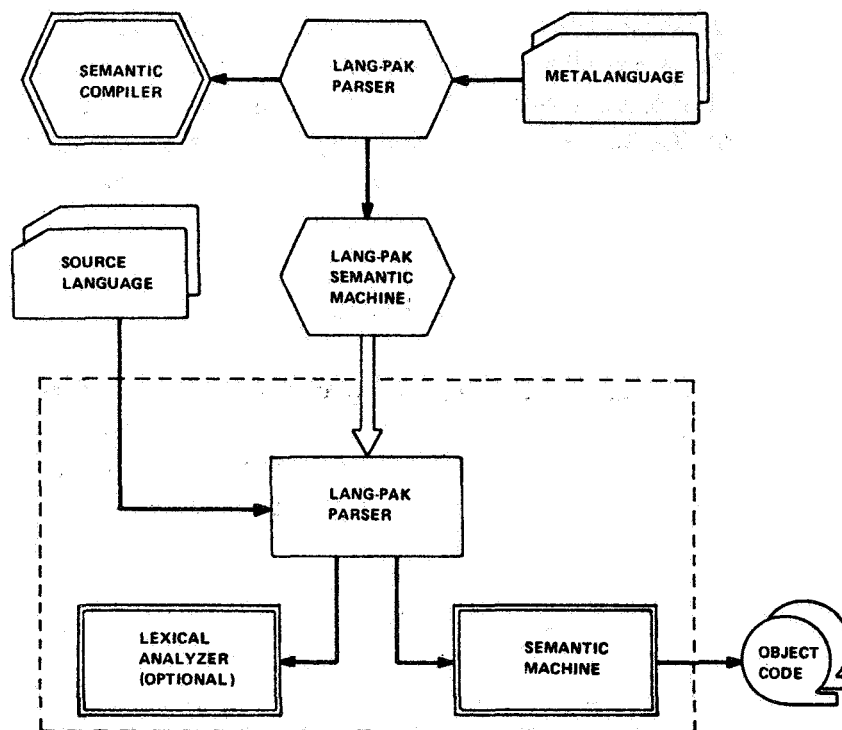 SEMANTIC
COMPILER
LANG-PAK
PARSER
METALANGUAGE
SOURCE
LANGUAGE
LANG-PAK
SEMANTIC
MACHINE
LANG-PAK
PARSER
LEXICAL
ANALYZER
(OPTIONAL)
SEMANTIC
MACHINE
OBJECT
CODE